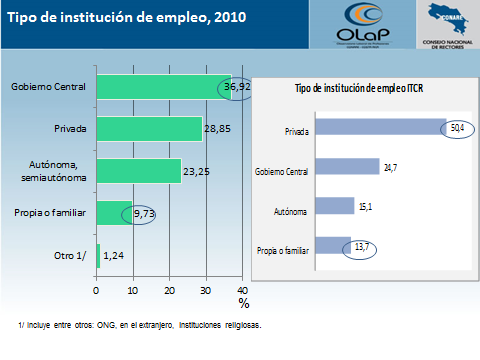 Tipo de institución de empleo, 2010
OLaP
CONARE
CONSEJO NACIONAL
DE RECTORES
Gobierno Central
36,92
Privada
28,85
Autónoma,
semiautónoma
23,25
Propia o familiar
9,73
Otro 1/
1,24
0 10 20 30 40
%
Tipo de institución de empleo ITCR
Privada
50,4
Gobierno Central
24,7
Autónoma
15,1
Propia o familiar
13,7
1/ Incluye entre otros: ONG, en el extranjero, instituciones religiosas.